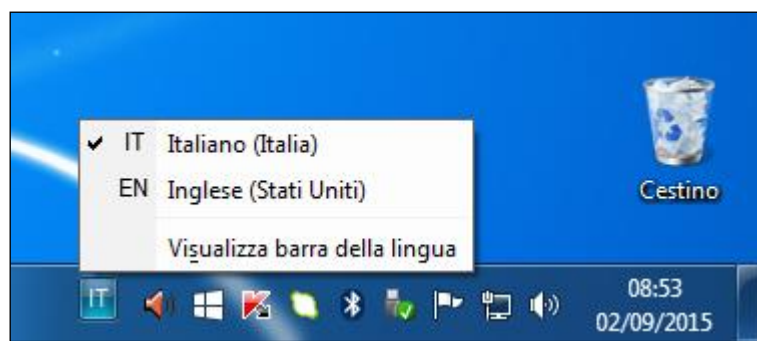 IT Italiano (Italia)
EN Inglese (Stati Uniti)
Visualizza barra della lingua
Cestino
IT
08:53
02/09/2015